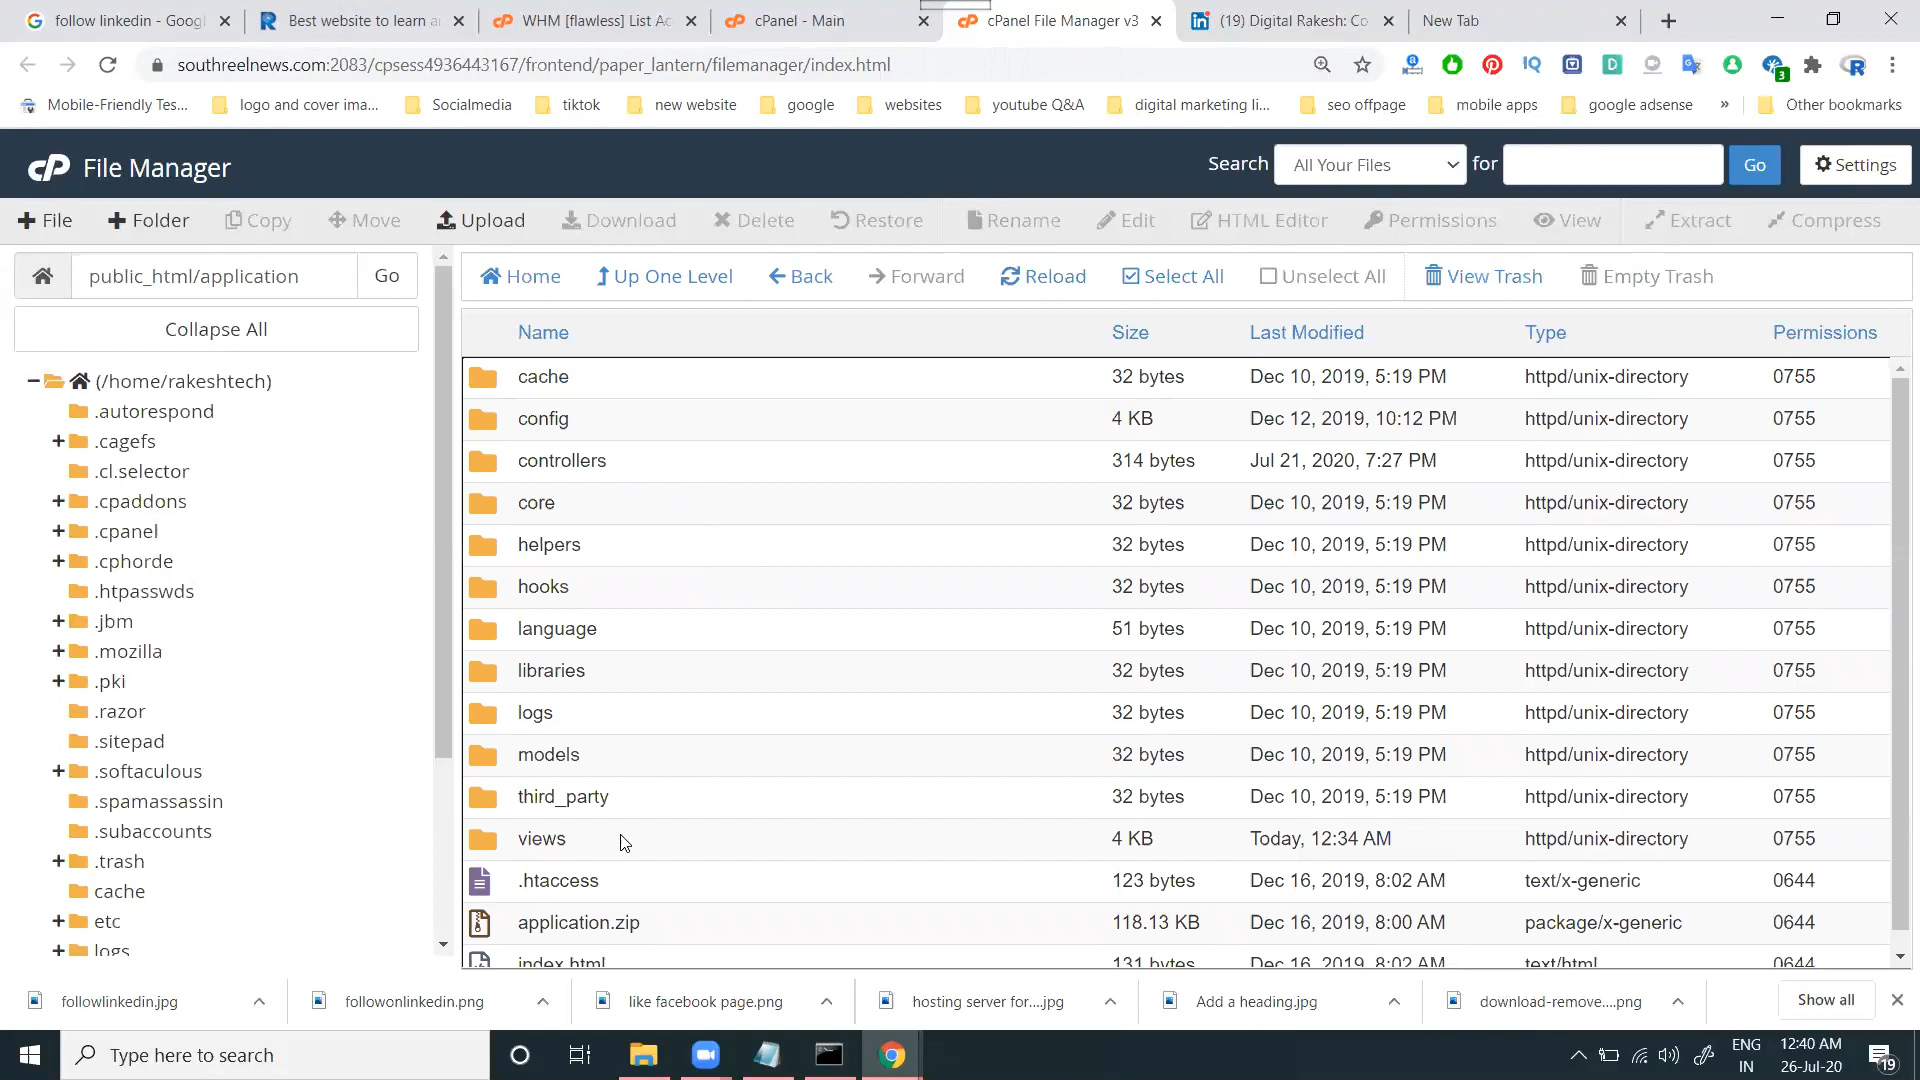 follow linkedin - Googl
Best website to learn a
WHM [flawless] List Ac
cPanel - Main
cPanel File Manager v3
(19) Digital Rakesh: Co
New Tab
southreelnews.com:2083/cpsess4936443167/frontend/paper_lantern/filemanager/index.html
Mobile-Friendly Tes...
logo and cover ima...
Socialmedia
tiktok
new website
google
websites
youtube Q&A
digital marketing li...
seo offpage
mobile apps
google adsense
»
Other bookmarks
cP File Manager
Search All Your Files for Go Settings
File Folder Copy Move Upload Download Delete Restore Rename Edit HTML Editor Permissions View Extract Compress
public_html/application Go
Home Up One Level Back Forward Reload Select All Unselect All View Trash Empty Trash
Collapse All
(/home/rakeshtech)
.autorespond
.cagefs
.cl.selector
.cpaddons
.cpanel
.cphorde
.htpasswds
.jbm
.mozilla
.pki
.razor
.sitepad
.softaculous
.spamassassin
.subaccounts
.trash
cache
etc
logs
Name Size Last Modified Type Permissions
cache 32 bytes Dec 10, 2019, 5:19 PM httpd/unix-directory 0755
config 4 KB Dec 12, 2019, 10:12 PM httpd/unix-directory 0755
controllers 314 bytes Jul 21, 2020, 7:27 PM httpd/unix-directory 0755
core 32 bytes Dec 10, 2019, 5:19 PM httpd/unix-directory 0755
helpers 32 bytes Dec 10, 2019, 5:19 PM httpd/unix-directory 0755
hooks 32 bytes Dec 10, 2019, 5:19 PM httpd/unix-directory 0755
language 51 bytes Dec 10, 2019, 5:19 PM httpd/unix-directory 0755
libraries 32 bytes Dec 10, 2019, 5:19 PM httpd/unix-directory 0755
logs 32 bytes Dec 10, 2019, 5:19 PM httpd/unix-directory 0755
models 32 bytes Dec 10, 2019, 5:19 PM httpd/unix-directory 0755
third_party 32 bytes Dec 10, 2019, 5:19 PM httpd/unix-directory 0755
views 4 KB Today, 12:34 AM httpd/unix-directory 0755
.htaccess 123 bytes Dec 16, 2019, 8:02 AM text/x-generic 0644
application.zip 118.13 KB Dec 16, 2019, 8:00 AM package/x-generic 0644
index.html 131 bytes Dec 16, 2019, 8:02 AM text/html 0644
followlinkedin.jpg
followonlinkedin.png
like facebook page.png
hosting server for....jpg
Add a heading.jpg
download-remove....png
Show all
Type here to search
ENG
IN
12:40 AM
26-Jul-20
19